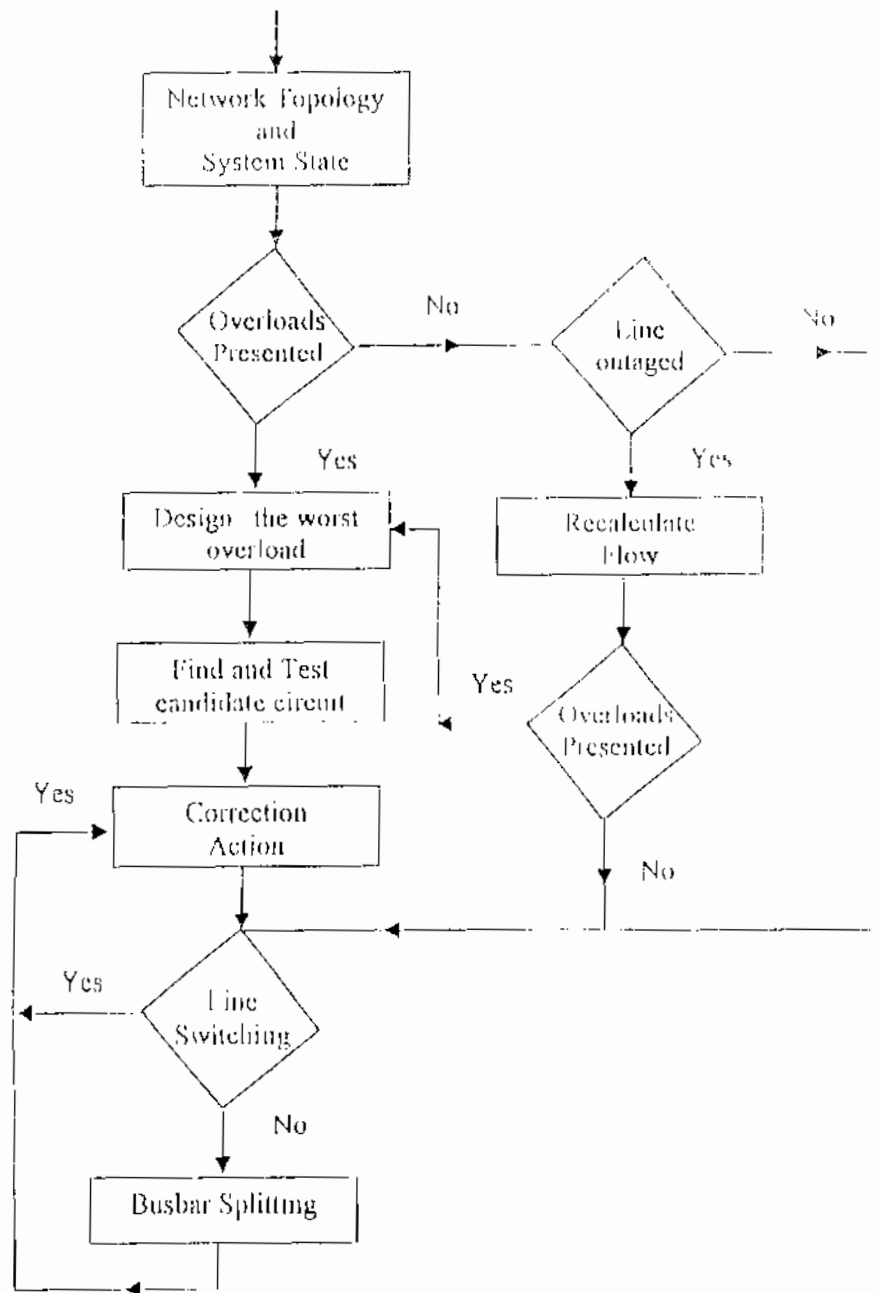 Network Topology
and
System State
Overloads
Presented
No
Line
outaged
No
Yes
Yes
Design the worst
overload
Recalculate
Flow
Find and Test
candidate circuit
Yes
Overloads
Presented
Yes
Correction
Action
No
Yes
Line
Switching
No
Busbar Splitting